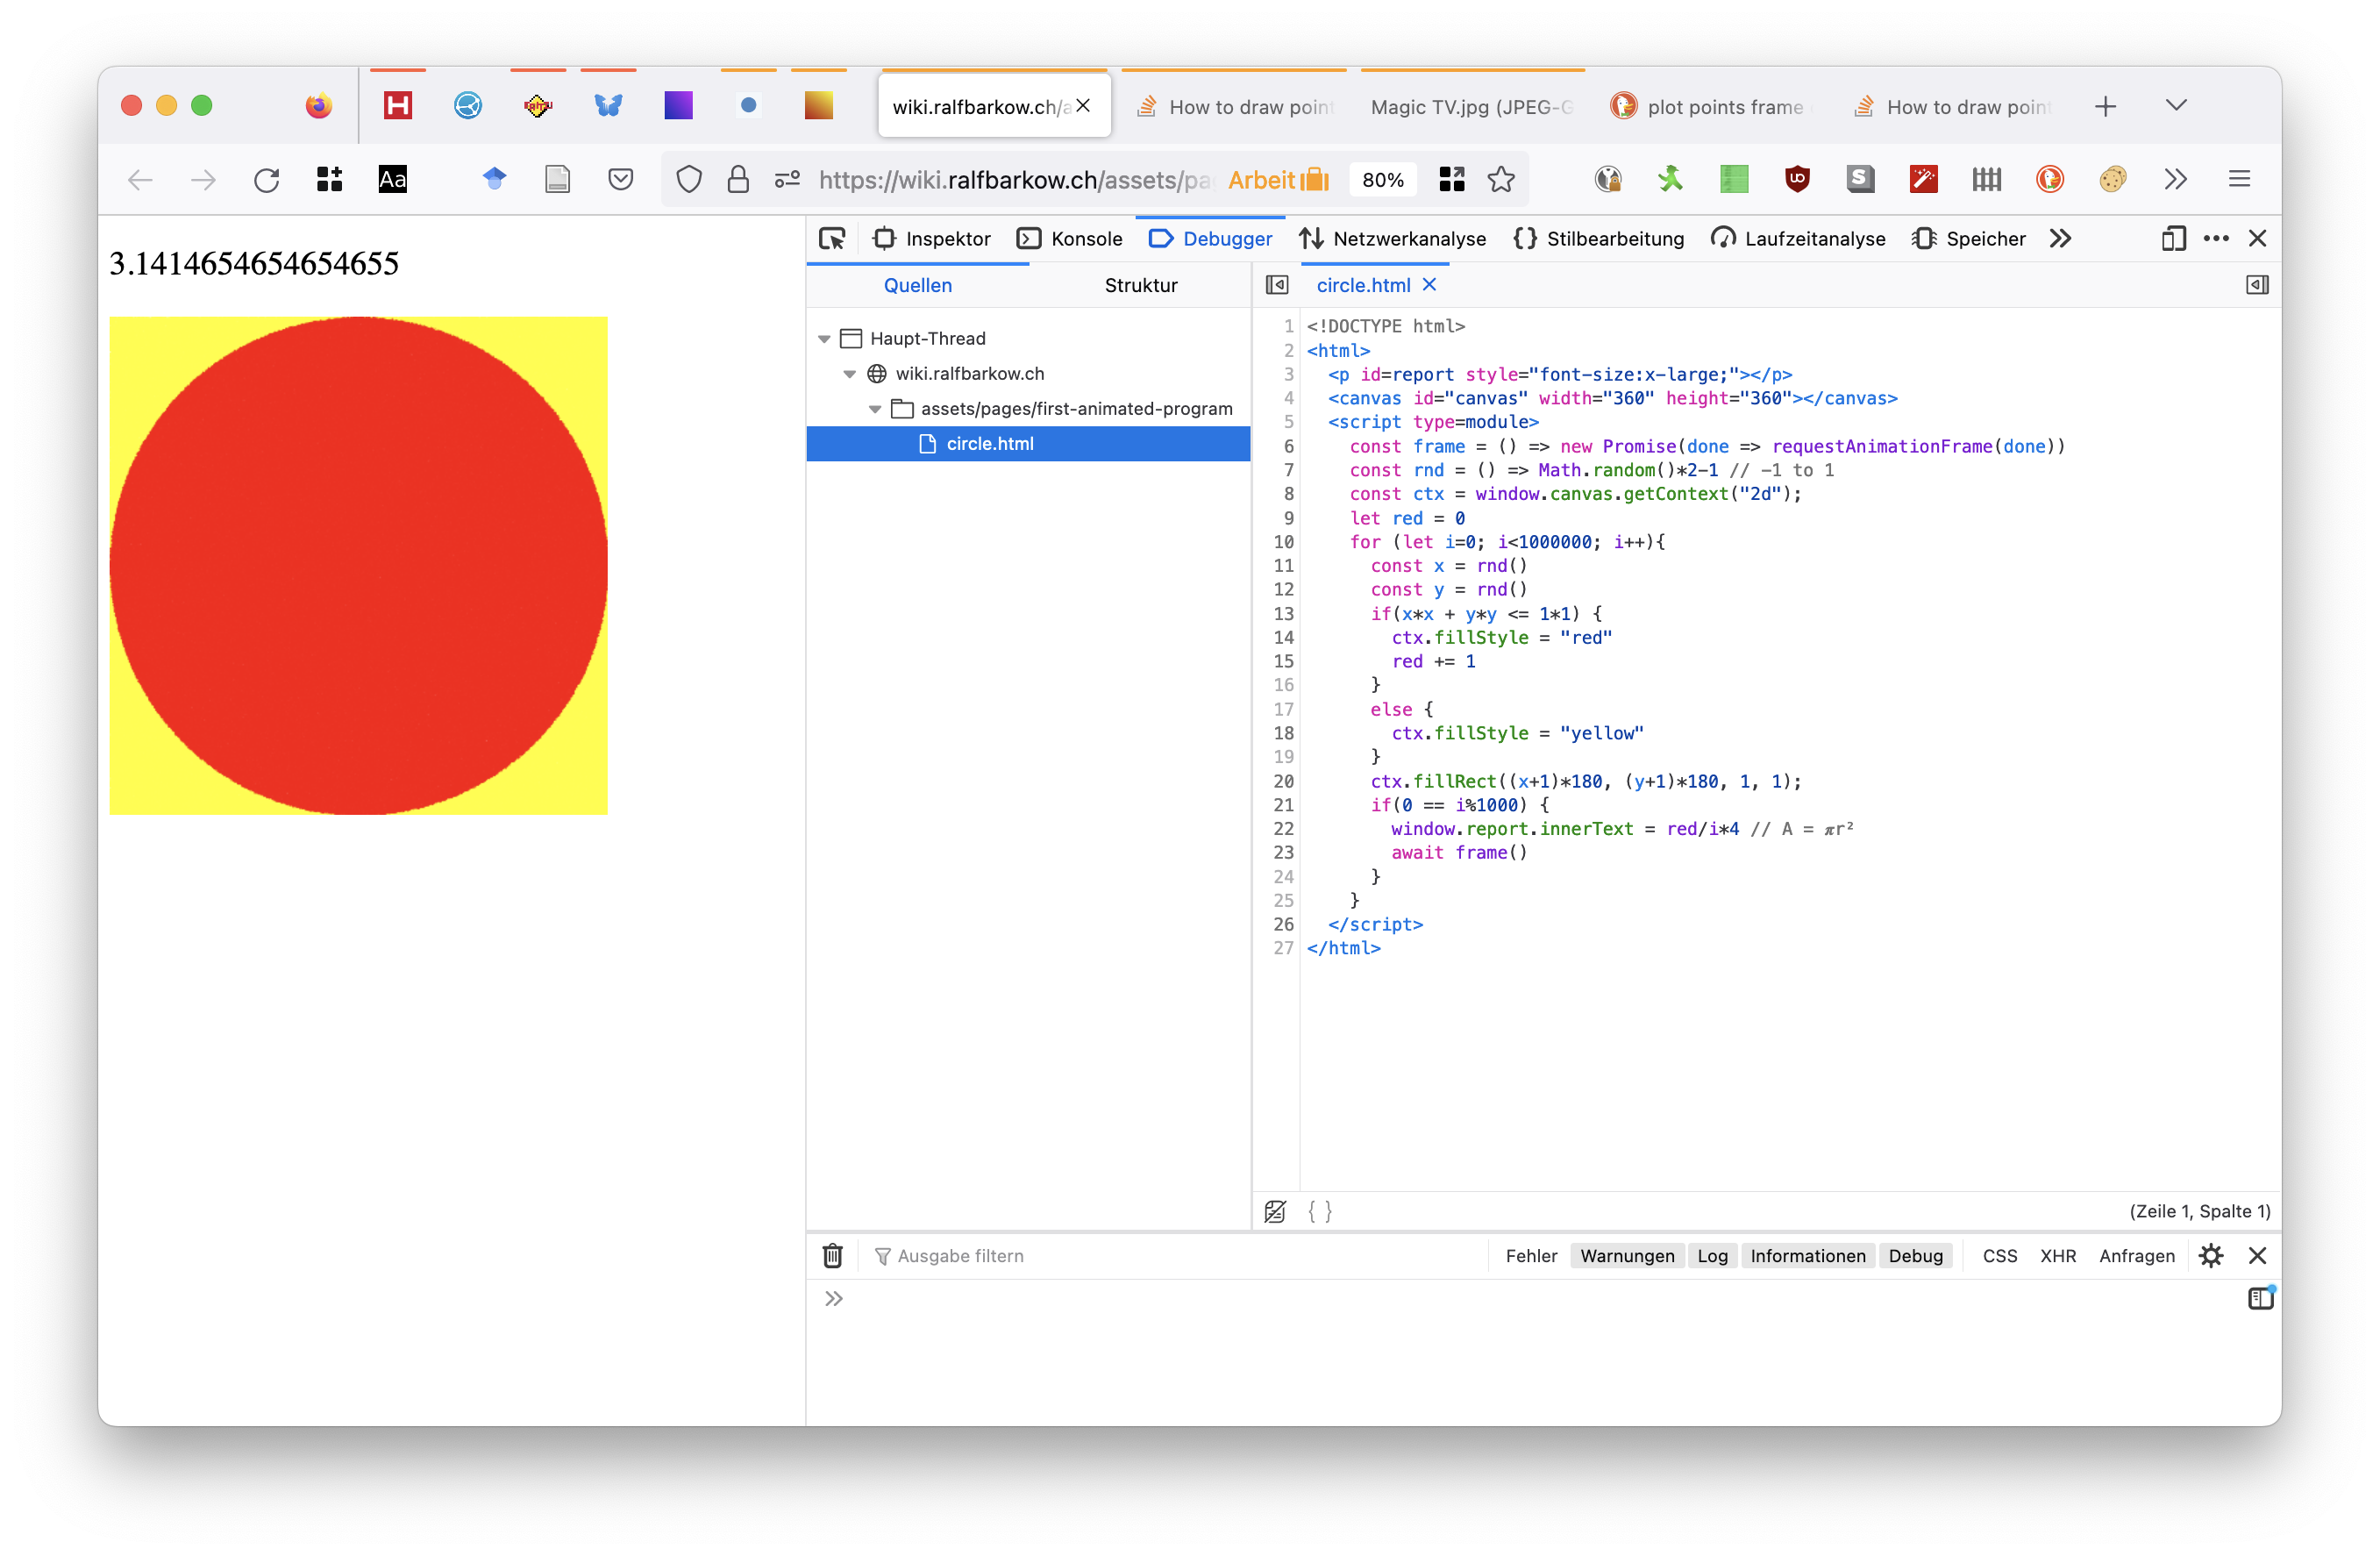 wiki.ralfbarkow.ch/a
How to draw point
Magic TV.jpg (JPEG-G
plot points frame
How to draw point
Aa
https://wiki.ralfbarkow.ch/assets/pa
Arbeit
80%
3.1414654654654655
Inspektor
Konsole
Debugger
Netzwerkanalyse
Stilbearbeitung
Laufzeitanalyse
Speicher
Quellen
Struktur
Haupt-Thread
wiki.ralfbarkow.ch
assets/pages/first-animated-program
circle.html
circle.html
1 <!DOCTYPE html>
2 <html>
3 <p id=report style="font-size:x-large;"></p>
4 <canvas id="canvas" width="360" height="360"></canvas>
5 <script type=module>
6 const frame = () => new Promise(done => requestAnimationFrame(done))
7 const rnd = () => Math.random()*2-1 // -1 to 1
8 const ctx = window.canvas.getContext("2d");
9 let red = 0
10 for (let i=0; i<1000000; i++){
11 const x = rnd()
12 const y = rnd()
13 if(x*x + y*y <= 1*1) {
14 ctx.fillStyle = "red"
15 red += 1
16 }
17 else {
18 ctx.fillStyle = "yellow"
19 }
20 ctx.fillRect((x+1)*180, (y+1)*180, 1, 1);
21 if(0 == i%1000) {
22 window.report.innerText = red/i*4 // A = 𝝅r²
23 await frame()
24 }
25 }
26 </script>
27 </html>
{ }
(Zeile 1, Spalte 1)
Ausgabe filtern
Fehler
Warnungen
Log
Informationen
Debug
CSS
XHR
Anfragen